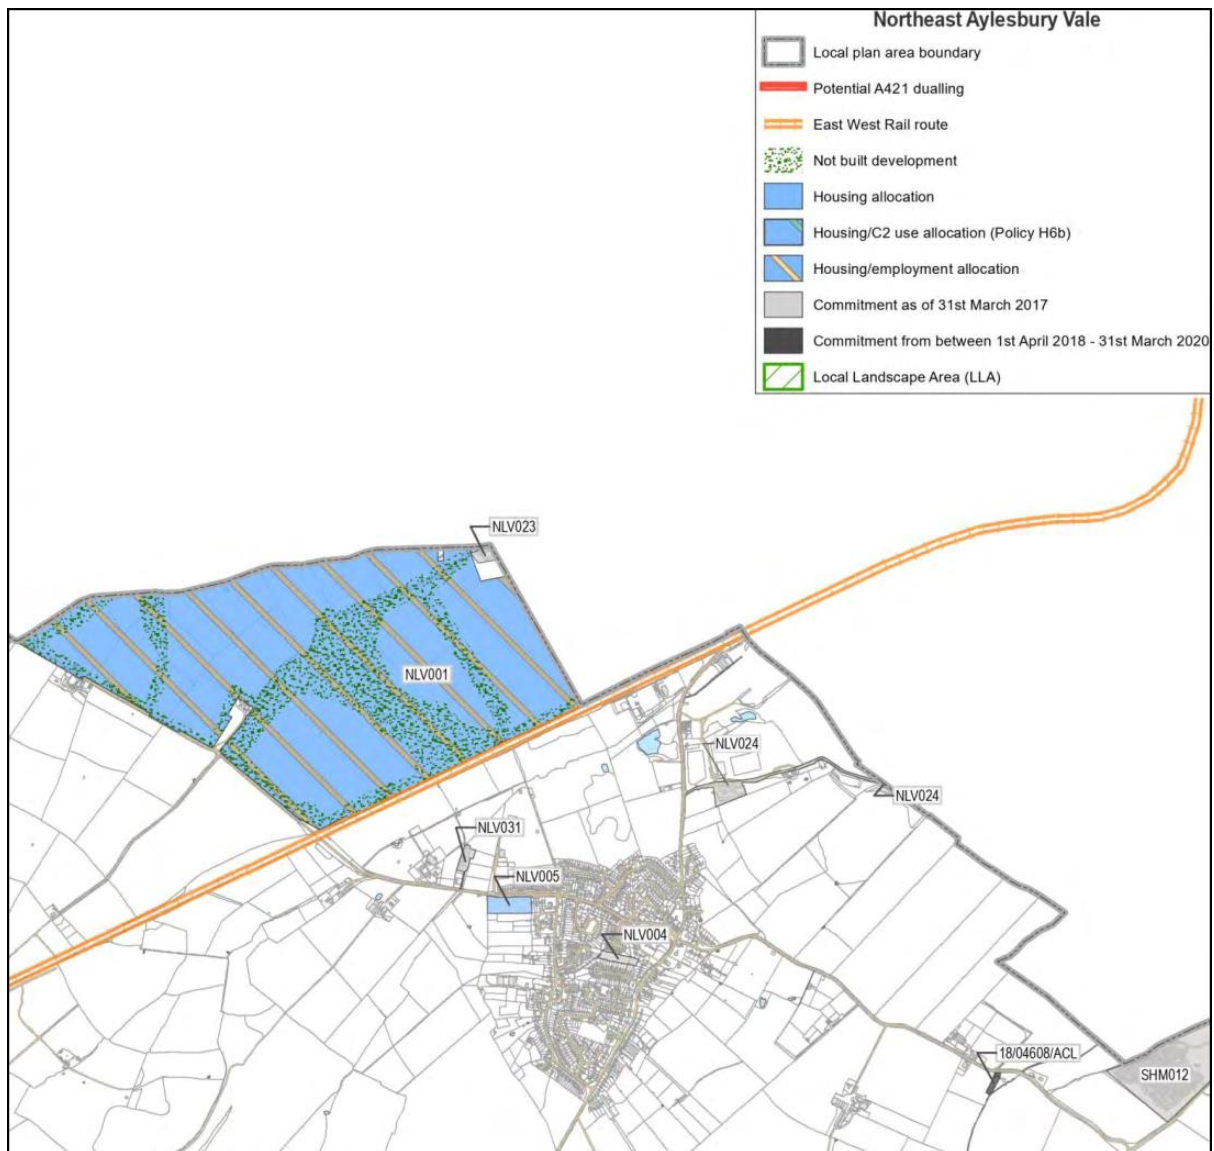 Northeast Aylesbury Vale
Local plan area boundary
Potential A421 dualling
East West Rail route
Not built development
Housing allocation
Housing/C2 use allocation (Policy H6b)
Housing/employment allocation
Commitment as of 31st March 2017
Commitment from between 1st April 2018 - 31st March 2020
Local Landscape Area (LLA)
NLV023
NLV001
NLV024
NLV024
NLV031
NLV005
NLV004
18/04608/ACL
SHM012